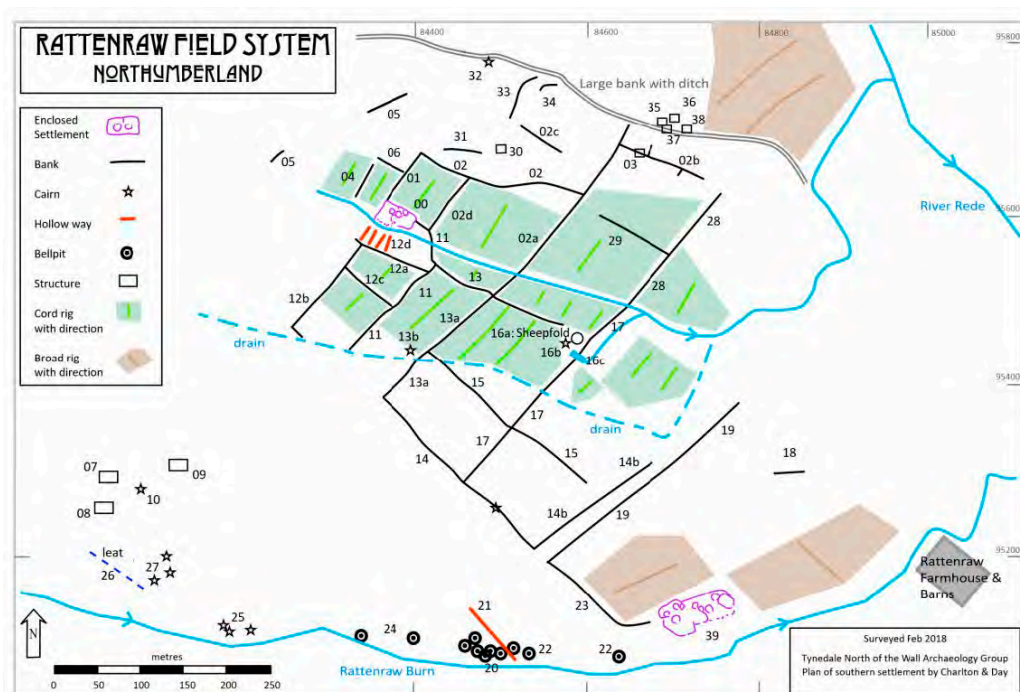 RATTENRAW FIELD SYSTEM
NORTHUMBERLAND
84400
84600
84800
85000
95800
Enclosed
Settlement
Bank
Cairn
Hollow way
Bellpit
Structure
Cord rig
with direction
Broad rig
with direction
32
33
34
Large bank with ditch
35
36
38
37
05
31
02c
30
03
02b
05
06
02
02
04
01
00
02d
02a
28
29
River Rede
95600
11
12d
12a
12c
13
28
12b
11
13a
16a: Sheepfold
17
11
13b
16b
16c
drain
13a
15
95400
17
drain
17
14
15
14b
19
18
07
09
10
08
14b
19
leat
26
27
95200
Rattenraw
Farmhouse &
Barns
N
25
24
21
23
22
22
20
39
Rattenraw Burn
metres
0
50
100
150
200
250
Surveyed Feb 2018
Tynedale North of the Wall Archaeology Group
Plan of southern settlement by Charlton & Day